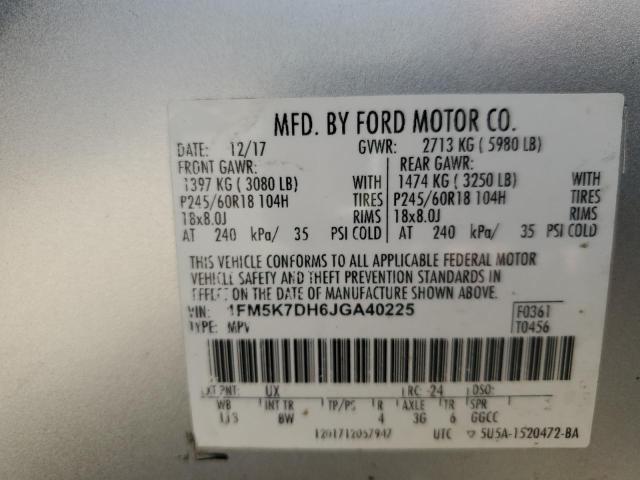 MFD. BY FORD MOTOR CO.
DATE: 12/17 GVWR: 2713 KG ( 5980 LB)
FRONT GAWR: REAR GAWR:
1397 KG ( 3080 LB) WITH 1474 KG ( 3250 LB) WITH
P245/60R18 104H TIRES P245/60R18 104H TIRES
18x8.0J RIMS 18x8.0J RIMS
AT 240 kPa/ 35 PSI COLD AT 240 kPa/ 35 PSI COLD
THIS VEHICLE CONFORMS TO ALL APPLICABLE FEDERAL MOTOR
VEHICLE SAFETY AND THEFT PREVENTION STANDARDS IN
EFFECT ON THE DATE OF MANUFACTURE SHOWN ABOVE.
VIN: 1FM5K7DH6JGA40225 F0361
TYPE: MPV T0456
EXT PNT: UX RC: 24 DSO:
WB INT TR TP/PS R AXLE TR SPR
113 BW 4 3G 6 GGCC
1201712057947 UTC 5U5A-1520472-BA